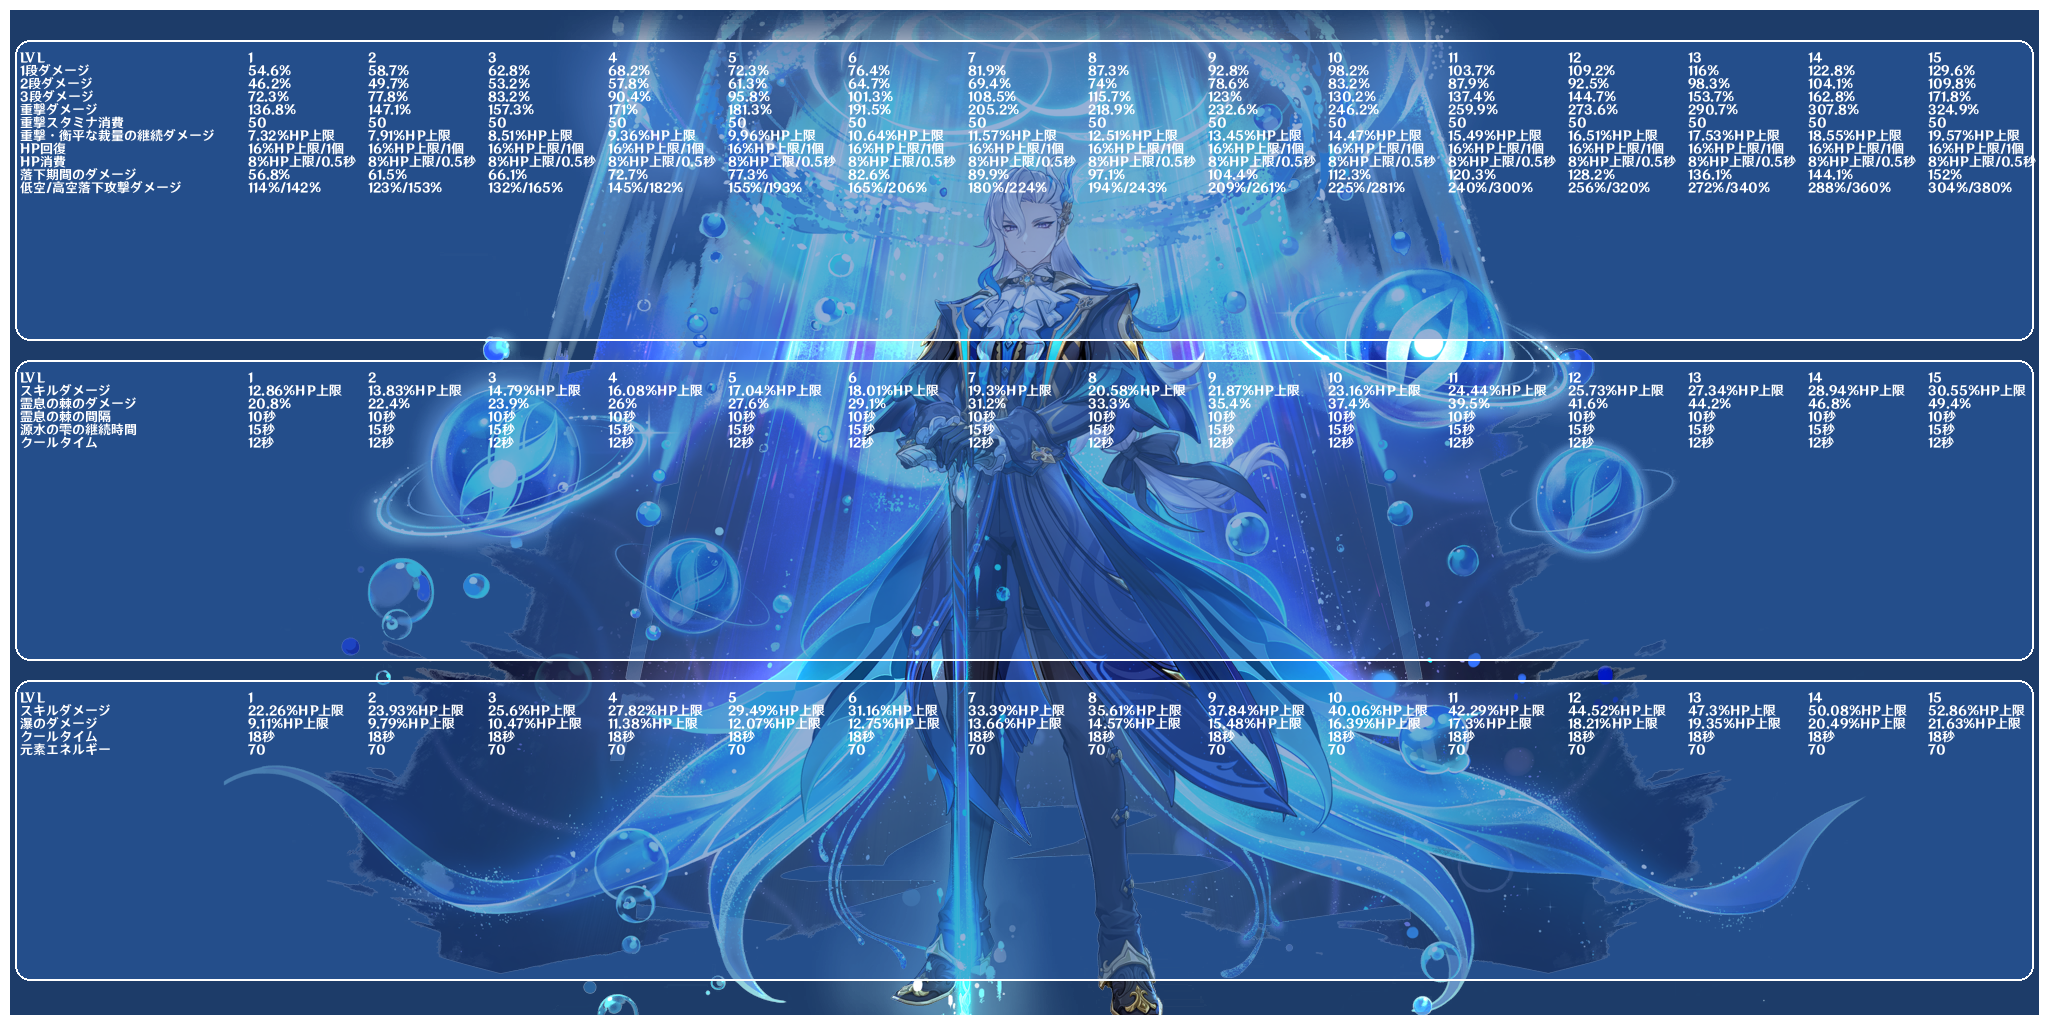 LVL 1 2 3 4 5 6 7 8 9 10 11 12 13 14 15
1段ダメージ 54.6% 58.7% 62.8% 68.2% 72.3% 76.4% 81.9% 87.3% 92.8% 98.2% 103.7% 109.2% 116% 122.8% 129.6%
2段ダメージ 46.2% 49.7% 53.2% 57.8% 61.3% 64.7% 69.4% 74% 78.6% 83.2% 87.9% 92.5% 98.3% 104.1% 109.8%
3段ダメージ 72.3% 77.8% 83.2% 90.4% 95.8% 101.3% 108.5% 115.7% 123% 130.2% 137.4% 144.7% 153.7% 162.8% 171.8%
重撃ダメージ 136.8% 147.1% 157.3% 171% 181.3% 191.5% 205.2% 218.9% 232.6% 246.2% 259.9% 273.6% 290.7% 307.8% 324.9%
重撃スタミナ消費 50 50 50 50 50 50 50 50 50 50 50 50 50 50 50
重撃・衡平な裁量の継続ダメージ 7.32%HP上限 7.91%HP上限 8.51%HP上限 9.36%HP上限 9.96%HP上限 10.64%HP上限 11.57%HP上限 12.51%HP上限 13.45%HP上限 14.47%HP上限 15.49%HP上限 16.51%HP上限 17.53%HP上限 18.55%HP上限 19.57%HP上限
HP回復 16%HP上限/1個 16%HP上限/1個 16%HP上限/1個 16%HP上限/1個 16%HP上限/1個 16%HP上限/1個 16%HP上限/1個 16%HP上限/1個 16%HP上限/1個 16%HP上限/1個 16%HP上限/1個 16%HP上限/1個 16%HP上限/1個 16%HP上限/1個 16%HP上限/1個
HP消費 8%HP上限/0.5秒 8%HP上限/0.5秒 8%HP上限/0.5秒 8%HP上限/0.5秒 8%HP上限/0.5秒 8%HP上限/0.5秒 8%HP上限/0.5秒 8%HP上限/0.5秒 8%HP上限/0.5秒 8%HP上限/0.5秒 8%HP上限/0.5秒 8%HP上限/0.5秒 8%HP上限/0.5秒 8%HP上限/0.5秒 8%HP上限/0.5秒
落下期間のダメージ 56.8% 61.5% 66.1% 72.7% 77.3% 82.6% 89.9% 97.1% 104.4% 112.3% 120.3% 128.2% 136.1% 144.1% 152%
低空/高空落下攻撃ダメージ 114%/142% 123%/153% 132%/165% 145%/182% 155%/193% 165%/206% 180%/224% 194%/243% 209%/261% 225%/281% 240%/300% 256%/320% 272%/340% 288%/360% 304%/380%
LVL 1 2 3 4 5 6 7 8 9 10 11 12 13 14 15
スキルダメージ 12.86%HP上限 13.83%HP上限 14.79%HP上限 16.08%HP上限 17.04%HP上限 18.01%HP上限 19.3%HP上限 20.58%HP上限 21.87%HP上限 23.16%HP上限 24.44%HP上限 25.73%HP上限 27.34%HP上限 28.94%HP上限 30.55%HP上限
霊息の棘のダメージ 20.8% 22.4% 23.9% 26% 27.6% 29.1% 31.2% 33.3% 35.4% 37.4% 39.5% 41.6% 44.2% 46.8% 49.4%
霊息の棘の間隔 10秒 10秒 10秒 10秒 10秒 10秒 10秒 10秒 10秒 10秒 10秒 10秒 10秒 10秒 10秒
源水の雫の継続時間 15秒 15秒 15秒 15秒 15秒 15秒 15秒 15秒 15秒 15秒 15秒 15秒 15秒 15秒 15秒
クールタイム 12秒 12秒 12秒 12秒 12秒 12秒 12秒 12秒 12秒 12秒 12秒 12秒 12秒 12秒 12秒
LVL 1 2 3 4 5 6 7 8 9 10 11 12 13 14 15
スキルダメージ 22.26%HP上限 23.93%HP上限 25.6%HP上限 27.82%HP上限 29.49%HP上限 31.16%HP上限 33.39%HP上限 35.61%HP上限 37.84%HP上限 40.06%HP上限 42.29%HP上限 44.52%HP上限 47.3%HP上限 50.08%HP上限 52.86%HP上限
瀑のダメージ 9.11%HP上限 9.79%HP上限 10.47%HP上限 11.38%HP上限 12.07%HP上限 12.75%HP上限 13.66%HP上限 14.57%HP上限 15.48%HP上限 16.39%HP上限 17.3%HP上限 18.21%HP上限 19.35%HP上限 20.49%HP上限 21.63%HP上限
クールタイム 18秒 18秒 18秒 18秒 18秒 18秒 18秒 18秒 18秒 18秒 18秒 18秒 18秒 18秒 18秒
元素エネルギー 70 70 70 70 70 70 70 70 70 70 70 70 70 70 70